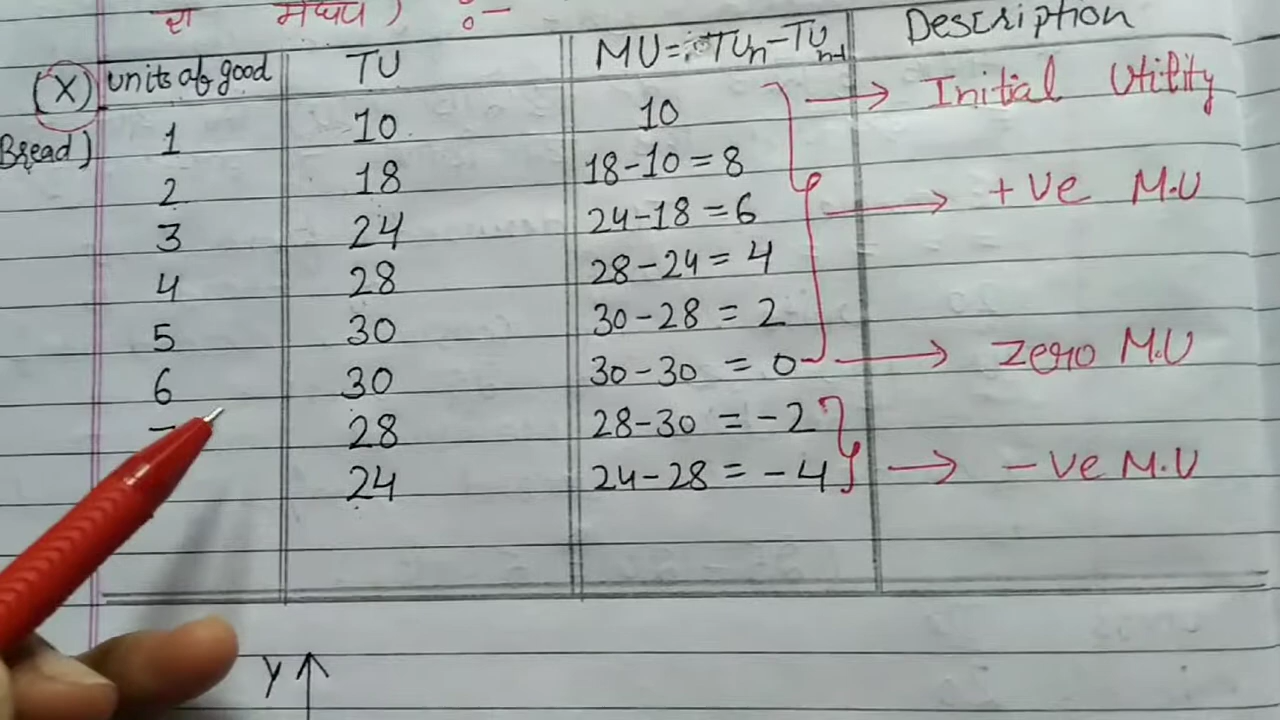 का सम्बन्ध) :-
(X) units of good TU MU = TUn - TUn-1 Description
(Bread) 1 10 10 → Initial Utility
2 18 18-10 = 8 → +ve M.U
3 24 24-18 = 6
4 28 28-24 = 4
5 30 30-28 = 2
6 30 30-30 = 0 → Zero M.U
28 28-30 = -2
24 24-28 = -4 → -ve M.U
Y